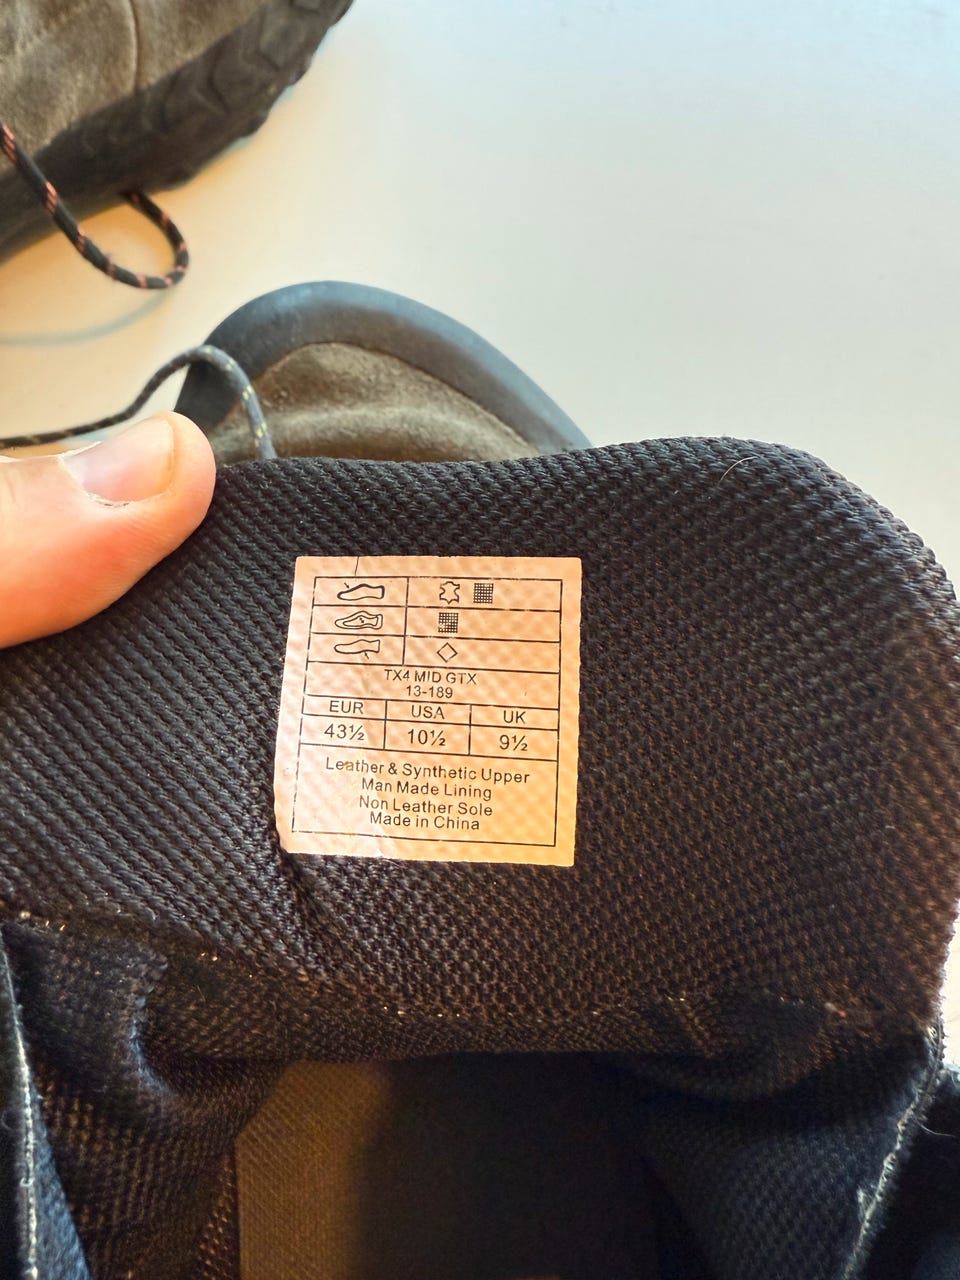 TX4 MID GTX
13-189
EUR USA UK
43½ 10½ 9½
Leather & Synthetic Upper
Man Made Lining
Non Leather Sole
Made in China